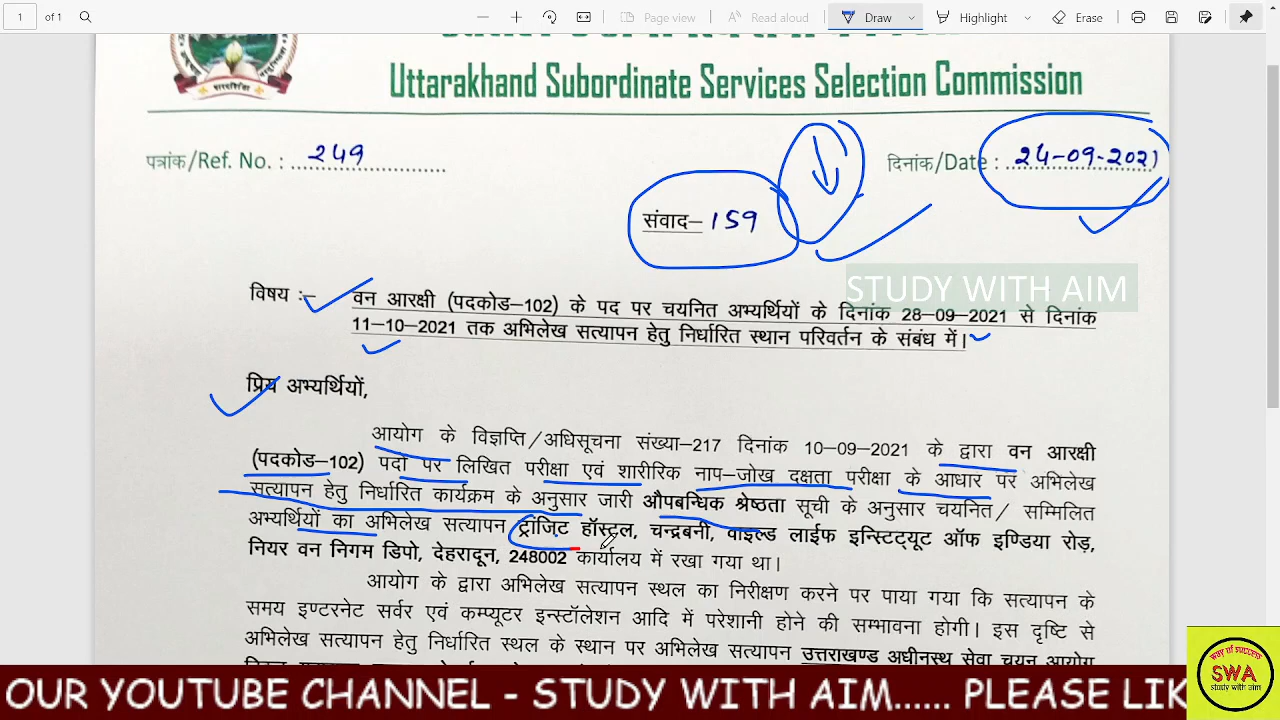 1 of 1
Page view
Read aloud
Draw
Highlight
Erase
Uttarakhand Subordinate Services Selection Commission
पत्रांक/Ref. No. : 249
दिनांक/Date : 24-09-2021
संवाद– 159
STUDY WITH AIM
विषय :– वन आरक्षी (पदकोड–102) के पद पर चयनित अभ्यर्थियों के दिनांक 28–09–2021 से दिनांक
11–10–2021 तक अभिलेख सत्यापन हेतु निर्धारित स्थान परिवर्तन के संबंध में।
प्रिय अभ्यर्थियों,
आयोग के विज्ञप्ति/अधिसूचना संख्या–217 दिनांक 10–09–2021 के द्वारा वन आरक्षी
(पदकोड–102) पदों पर लिखित परीक्षा एवं शारीरिक नाप–जोख दक्षता परीक्षा के आधार पर अभिलेख
सत्यापन हेतु निर्धारित कार्यक्रम के अनुसार जारी औपबन्धिक श्रेष्ठता सूची के अनुसार चयनित/ सम्मिलित
अभ्यर्थियों का अभिलेख सत्यापन ट्रांजिट हॉस्टल, चन्द्रबनी, वाइल्ड लाईफ इन्स्टिट्यूट ऑफ इण्डिया रोड़,
नियर वन निगम डिपो, देहरादून, 248002 कार्यालय में रखा गया था।
आयोग के द्वारा अभिलेख सत्यापन स्थल का निरीक्षण करने पर पाया गया कि सत्यापन के
समय इण्टरनेट सर्वर एवं कम्प्यूटर इन्स्टॉलेशन आदि में परेशानी होने की सम्भावना होगी। इस दृष्टि से
अभिलेख सत्यापन हेतु निर्धारित स्थल के स्थान पर अभिलेख सत्यापन उत्तराखण्ड अधीनस्थ सेवा चयन आयोग
OUR YOUTUBE CHANNEL - STUDY WITH AIM...... PLEASE LIK
way of success
SWA
study with aim